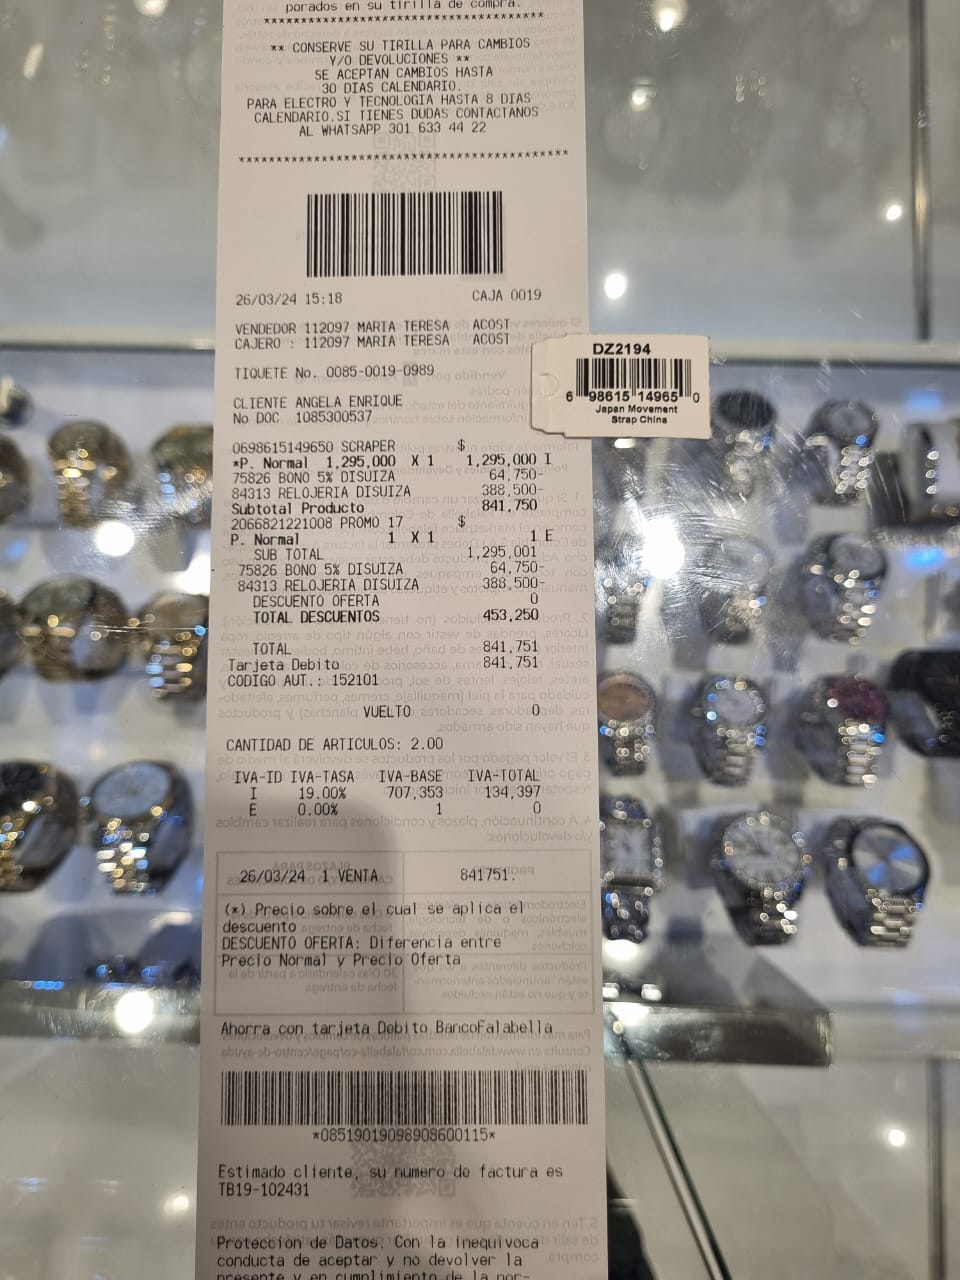 porados en su tirilla de compra.
****************************************
** CONSERVE SU TIRILLA PARA CAMBIOS
Y/O DEVOLUCIONES **
SE ACEPTAN CAMBIOS HASTA
30 DIAS CALENDARIO.
PARA ELECTRO Y TECNOLOGIA HASTA 8 DIAS
CALENDARIO.SI TIENES DUDAS CONTACTANOS
AL WHATSAPP 301 633 44 22
****************************************
26/03/24 15:18 CAJA 0019
VENDEDOR 112097 MARIA TERESA ACOST
CAJERO : 112097 MARIA TERESA ACOST
TIQUETE No. 0085-0019-0989
CLIENTE ANGELA ENRIQUE
No DOC 1085300537
0698615149650 SCRAPER $
*P. Normal 1,295,000 X 1 1,295,000 I
75826 BONO 5% DISUIZA 64,750-
84313 RELOJERIA DISUIZA 388,500-
Subtotal Producto 841,750
2066821221008 PROMO 17 $
P. Normal 1 X 1 1 E
SUB TOTAL 1,295,001
75826 BONO 5% DISUIZA 64,750-
84313 RELOJERIA DISUIZA 388,500-
DESCUENTO OFERTA 0
TOTAL DESCUENTOS 453,250
TOTAL 841,751
Tarjeta Debito 841,751
CODIGO AUT.: 152101
VUELTO 0
CANTIDAD DE ARTICULOS: 2.00
IVA-ID IVA-TASA IVA-BASE IVA-TOTAL
I 19.00% 707,353 134,397
E 0.00% 1 0
26/03/24 1 VENTA 841751.
(*) Precio sobre el cual se aplica el
descuento
DESCUENTO OFERTA: Diferencia entre
Precio Normal y Precio Oferta
Ahorra con tarjeta Debito BancoFalabella
*08519019098908600115*
Estimado cliente, su numero de factura es
TB19-102431
Proteccion de Datos. Con la inequivoca
conducta de aceptar y no devolver la
presente y en cumplimiento de la nor-
DZ2194
6 98615 14965 0
Japan Movement
Strap China